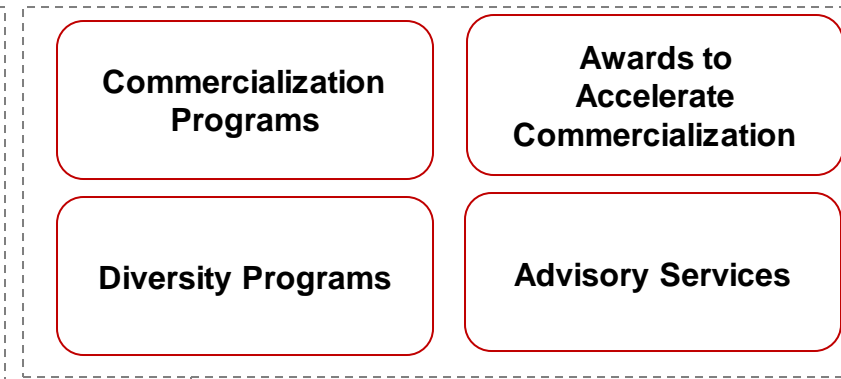 Commercialization
Programs
Awards to
Accelerate
Commercialization
Diversity Programs
Advisory Services